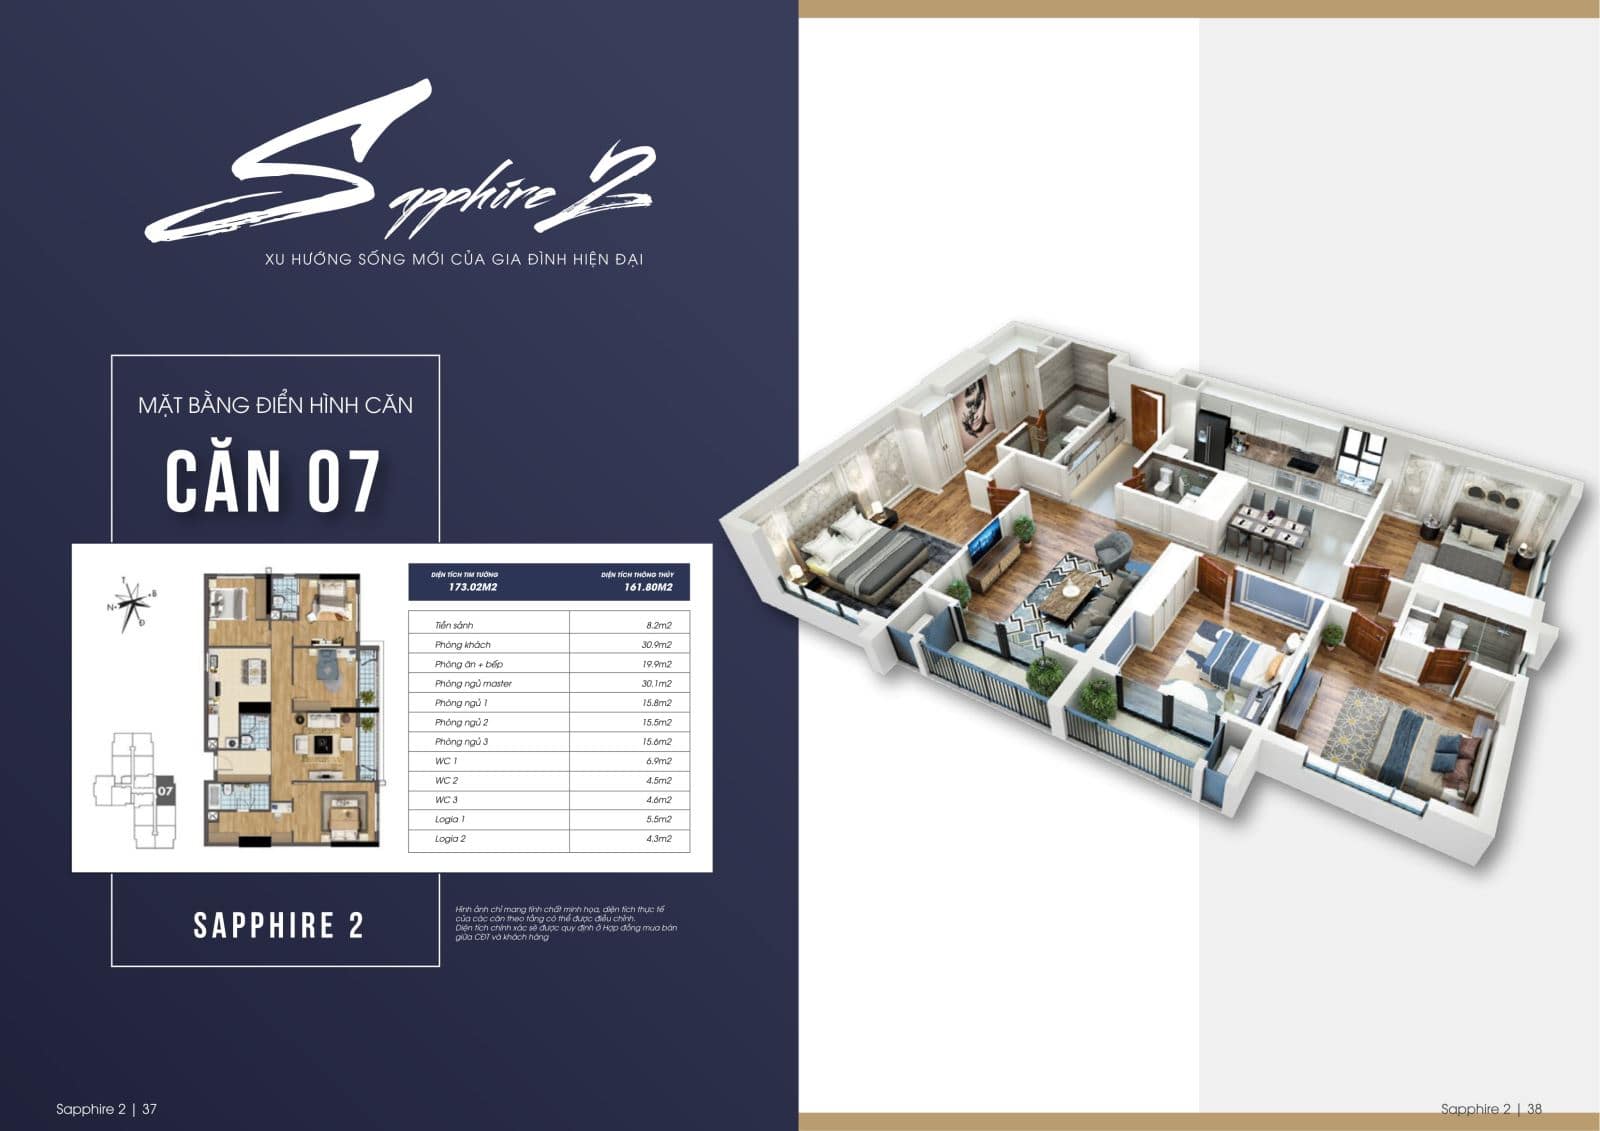 Sapphire 2
XU HƯỚNG SỐNG MỚI CỦA GIA ĐÌNH HIỆN ĐẠI
MẶT BẰNG ĐIỂN HÌNH CĂN
CĂN 07
T
B
N
Đ
07
DIỆN TÍCH TIM TƯỜNG DIỆN TÍCH THÔNG THỦY
173.02M2 161.80M2
Tiền sảnh 8.2m2
Phòng khách 30.9m2
Phòng ăn + bếp 19.9m2
Phòng ngủ master 30.1m2
Phòng ngủ 1 15.8m2
Phòng ngủ 2 15.5m2
Phòng ngủ 3 15.6m2
WC 1 6.9m2
WC 2 4.5m2
WC 3 4.6m2
Logia 1 5.5m2
Logia 2 4.3m2
SAPPHIRE 2
Hình ảnh chỉ mang tính chất minh họa, diện tích thực tế
của các căn theo tầng có thể được điều chỉnh.
Diện tích chính xác sẽ được quy định ở Hợp đồng mua bán
giữa CĐT và khách hàng
Sapphire 2 | 37
Sapphire 2 | 38